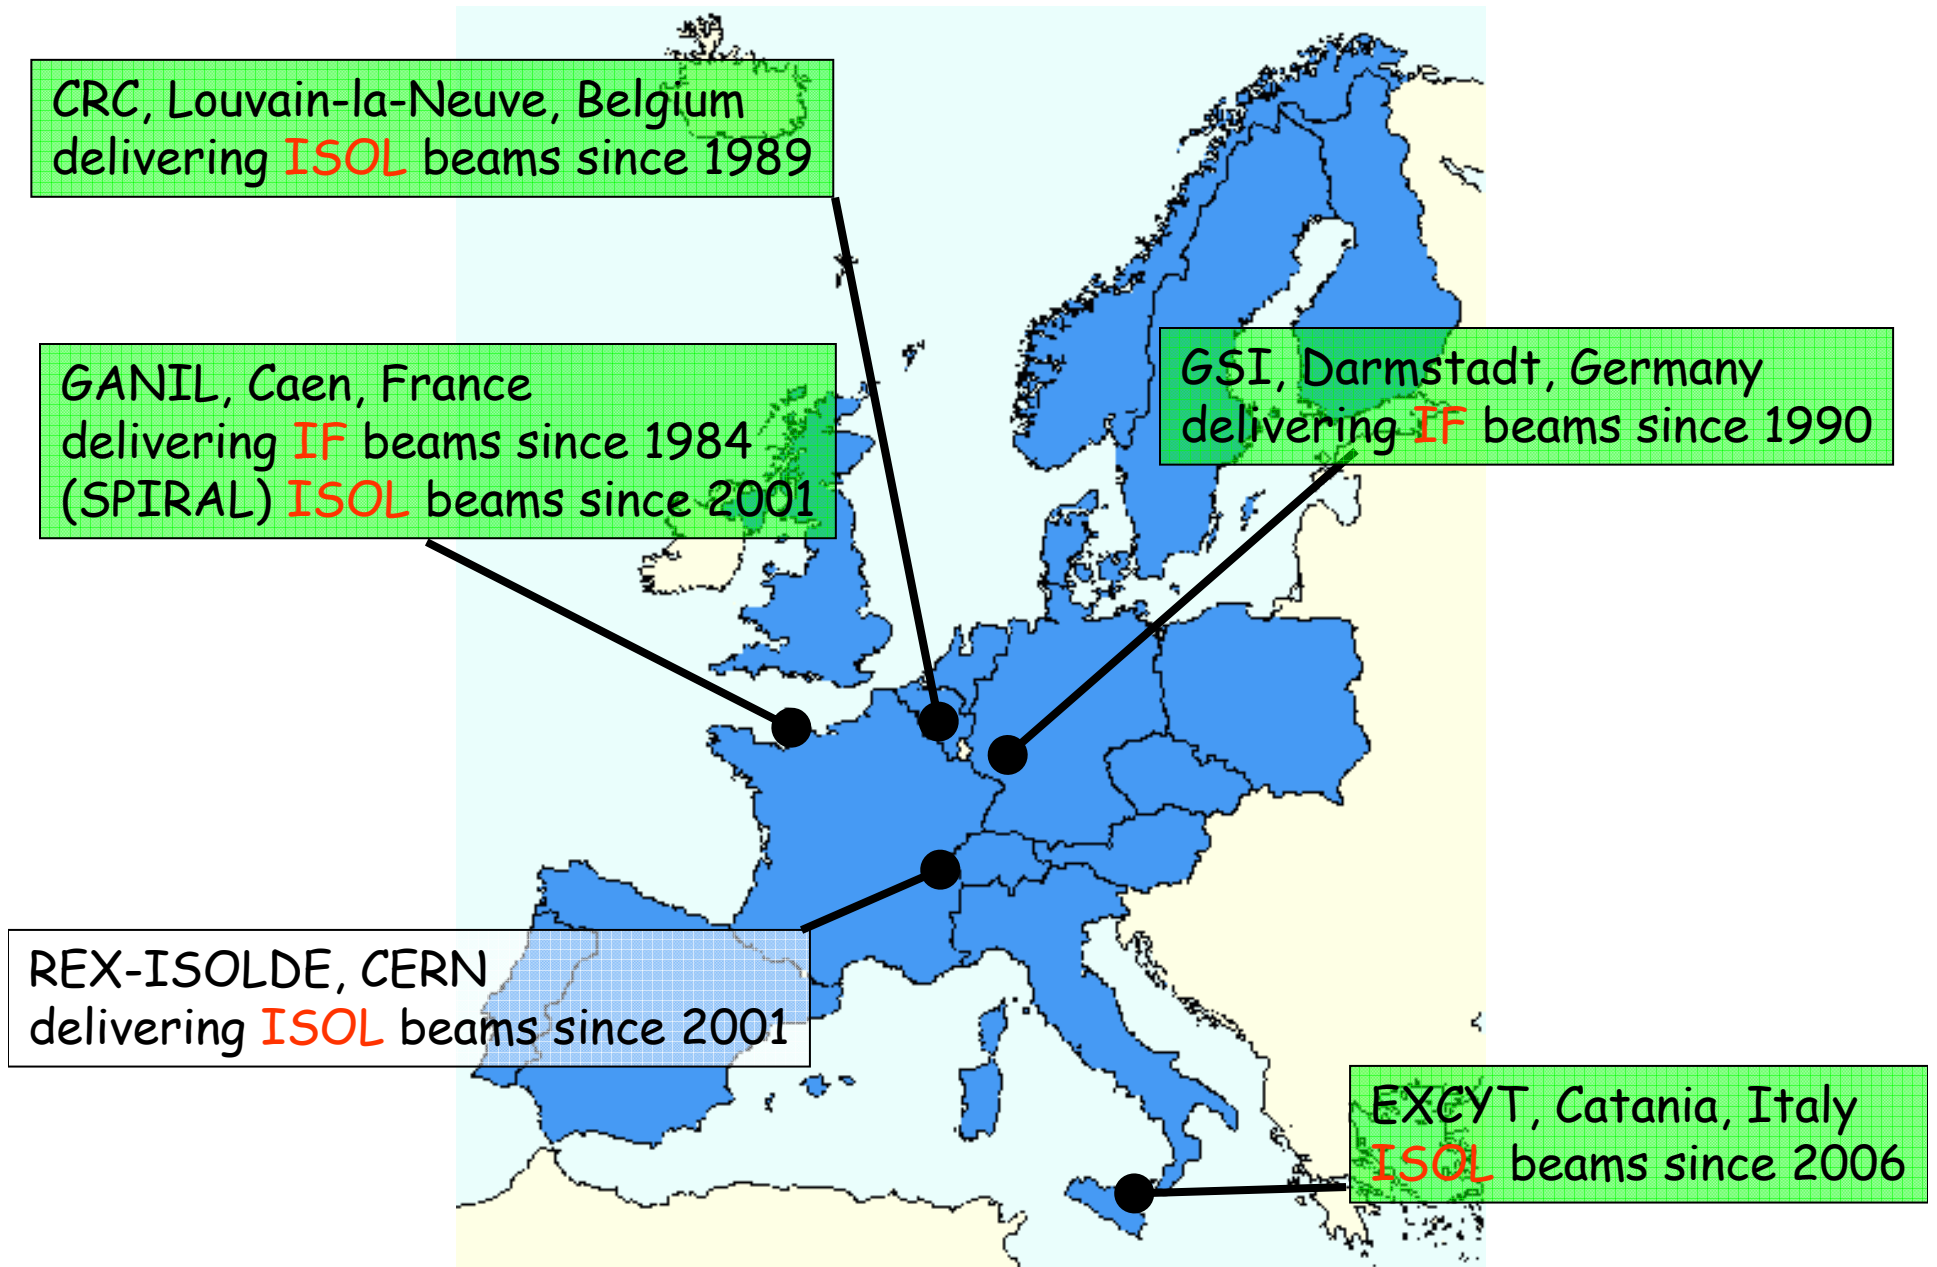 CRC, Louvain-la-Neuve, Belgium
delivering ISOL beams since 1989
GANIL, Caen, France
delivering IF beams since 1984
(SPIRAL) ISOL beams since 2001
GSI, Darmstadt, Germany
delivering IF beams since 1990
REX-ISOLDE, CERN
delivering ISOL beams since 2001
EXCYT, Catania, Italy
ISOL beams since 2006